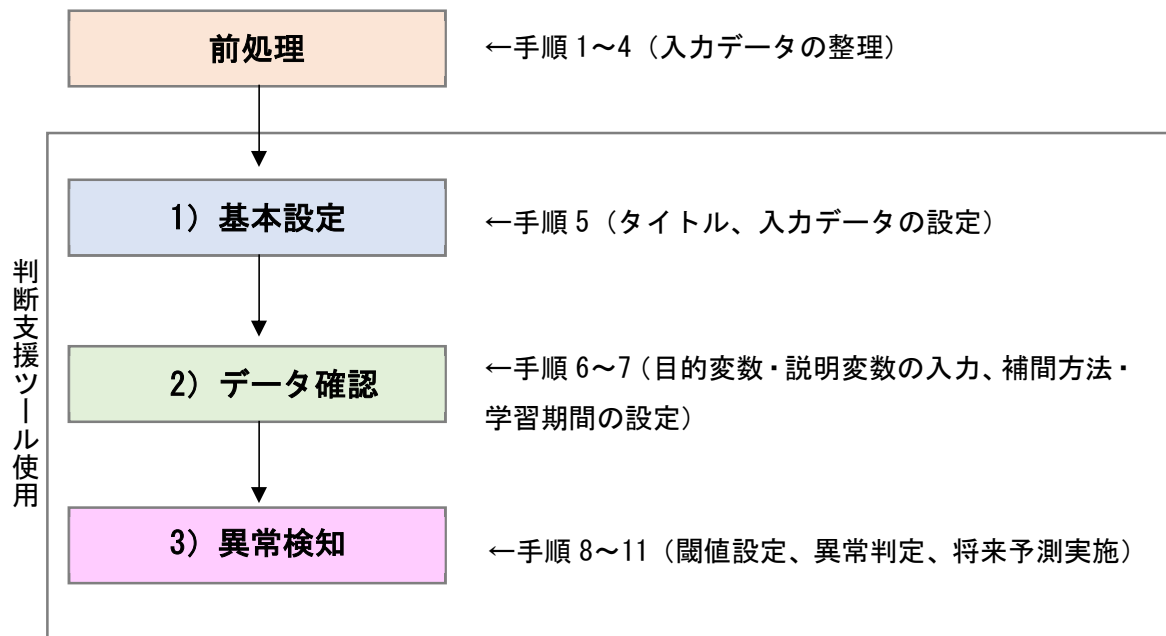 前処理
←手順 1～4（入力データの整理）
判断支援ツール使用
1）基本設定
←手順 5（タイトル、入力データの設定）
2）データ確認
←手順 6～7（目的変数・説明変数の入力、補間方法・
学習期間の設定）
3）異常検知
←手順 8～11（閾値設定、異常判定、将来予測実施）